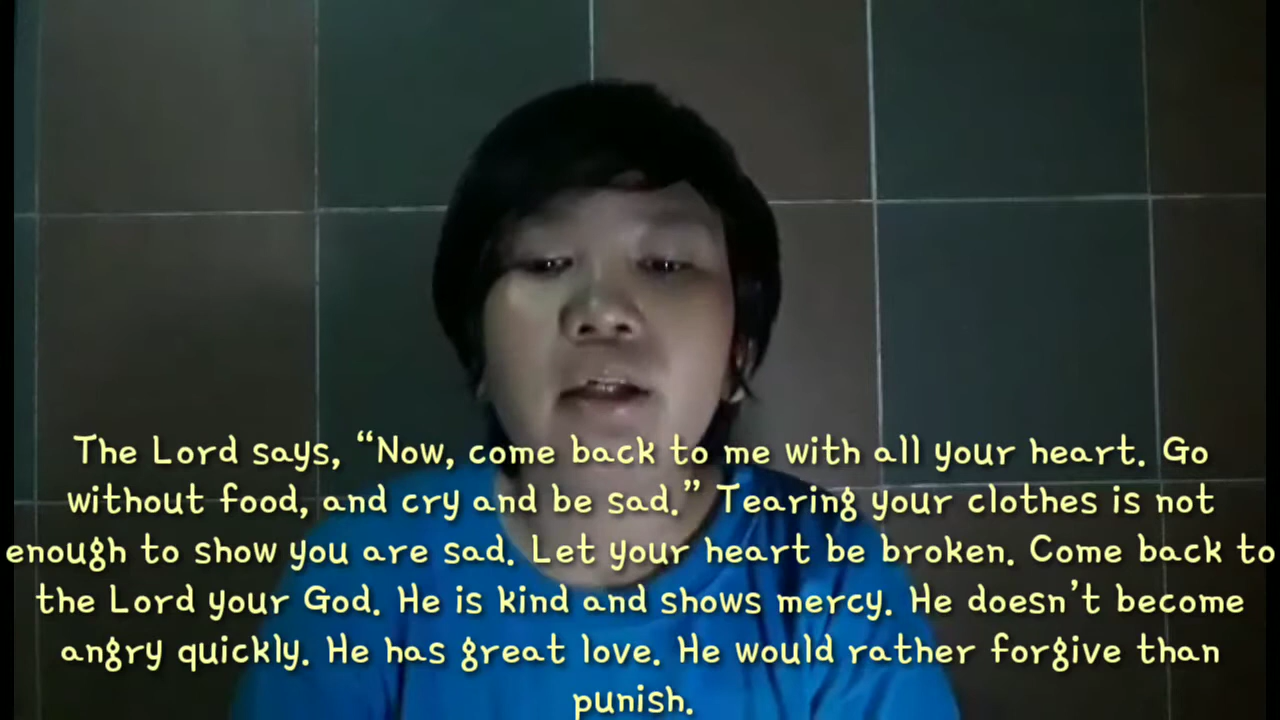 The Lord says, “Now, come back to me with all your heart. Go
without food, and cry and be sad.” Tearing your clothes is not
enough to show you are sad. Let your heart be broken. Come back to
the Lord your God. He is kind and shows mercy. He doesn’t become
angry quickly. He has great love. He would rather forgive than
punish.